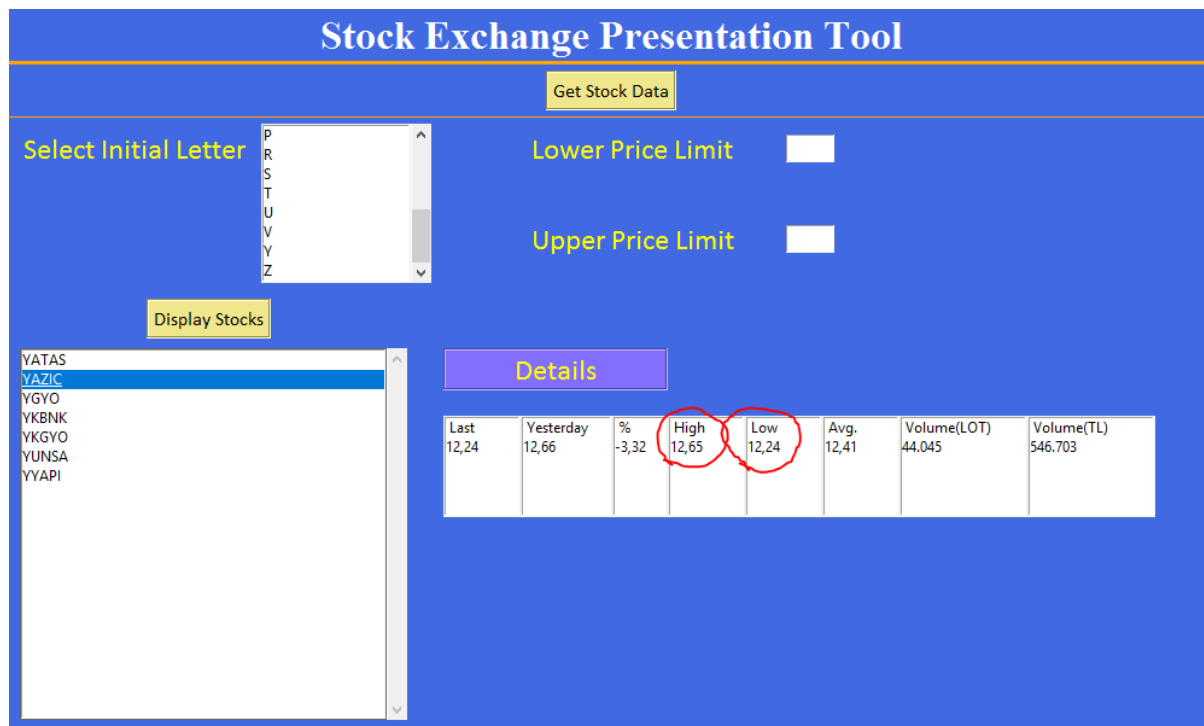 Stock Exchange Presentation Tool
Get Stock Data
Select Initial Letter
P
R
S
T
U
V
Y
Z
Lower Price Limit
Upper Price Limit
Display Stocks
YATAS
YAZIC
YGYO
YKBNK
YKGYO
YUNSA
YYAPI
Details
Last Yesterday % High Low Avg. Volume(LOT) Volume(TL)
12,24 12,66 -3,32 12,65 12,24 12,41 44.045 546.703